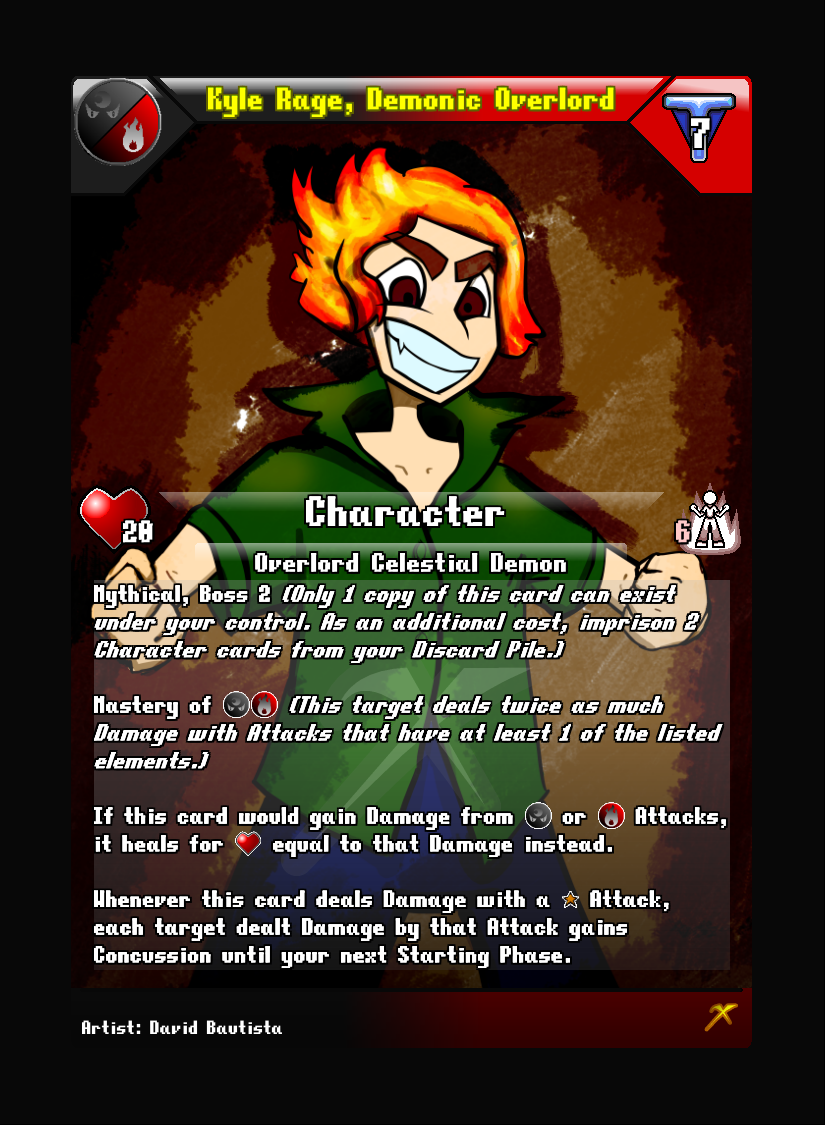 Kyle Rage, Demonic Overlord
7
Character
20
6
Overlord Celestial Demon
Mythical, Boss 2 (Only 1 copy of this card can exist
under your control. As an additional cost, imprison 2
Character cards from your Discard Pile.)
Mastery of (This target deals twice as much
Damage with Attacks that have at least 1 of the listed
elements.)
If this card would gain Damage from or Attacks,
it heals for equal to that Damage instead.
Whenever this card deals Damage with a Attack,
each target dealt Damage by that Attack gains
Concussion until your next Starting Phase.
Artist: David Bautista